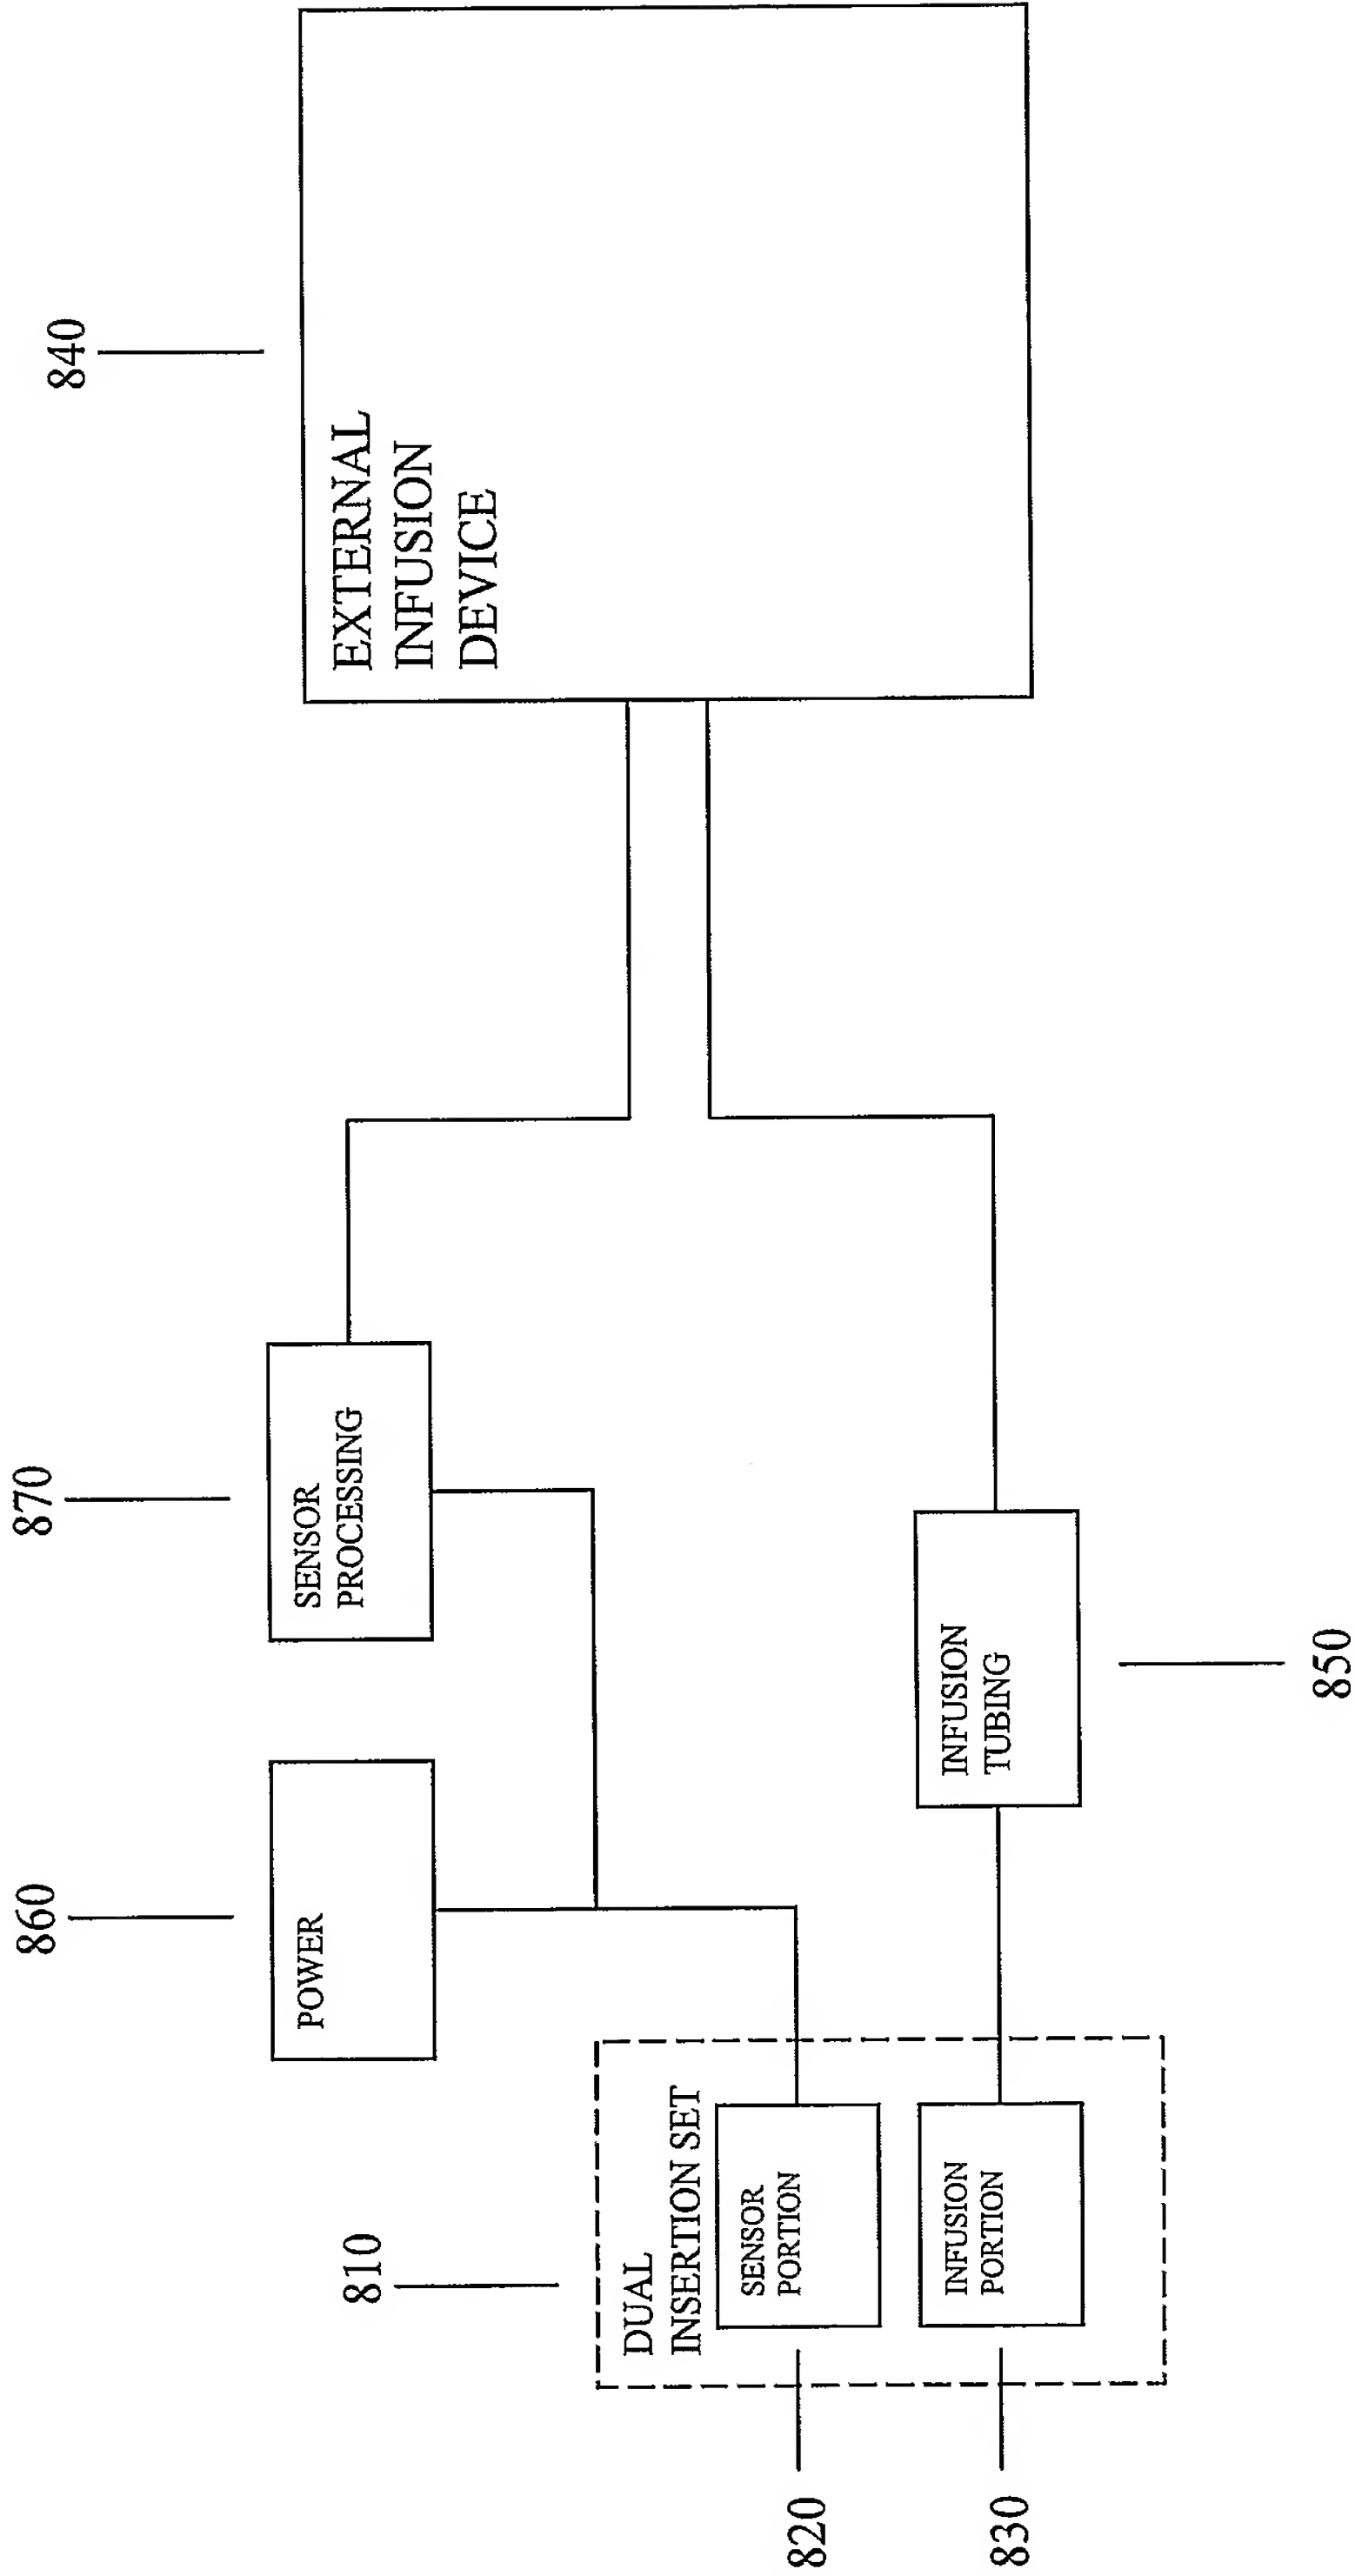 840
EXTERNAL
INFUSION
DEVICE
870
SENSOR
PROCESSING
860
POWER
810
DUAL
INSERTION SET
SENSOR
PORTION
820
INFUSION
PORTION
830
INFUSION
TUBING
850